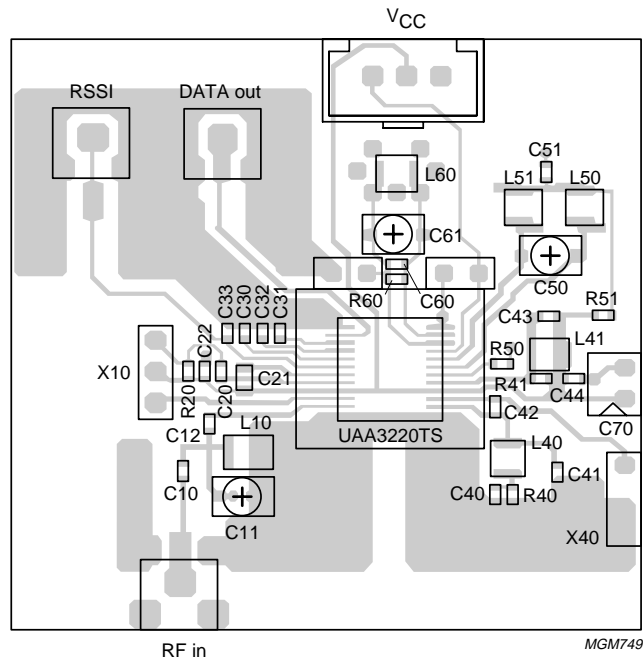 VCC
RSSI
DATA out
C51
L51
L50
L60
C61
C50
R60
C60
C33
C30
C32
C31
C43
R51
L41
X10
C22
R50
R20
C20
C21
R41
C44
C70
C12
L10
UAA3220TS
C42
L40
C10
C11
C40
R40
C41
X40
RF in
MGM749